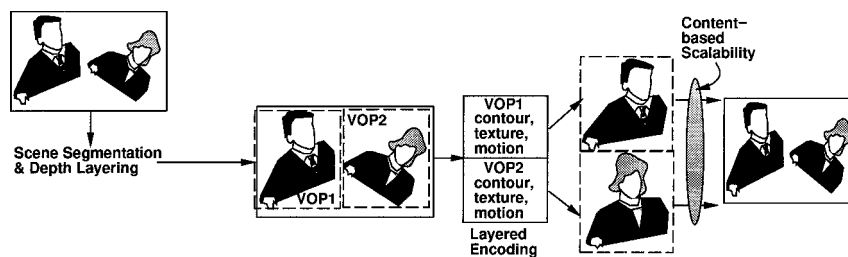 Content-
based
Scalability
Scene Segmentation
& Depth Layering
VOP1
VOP2
VOP1
contour,
texture,
motion
VOP2
contour,
texture,
motion
Layered
Encoding